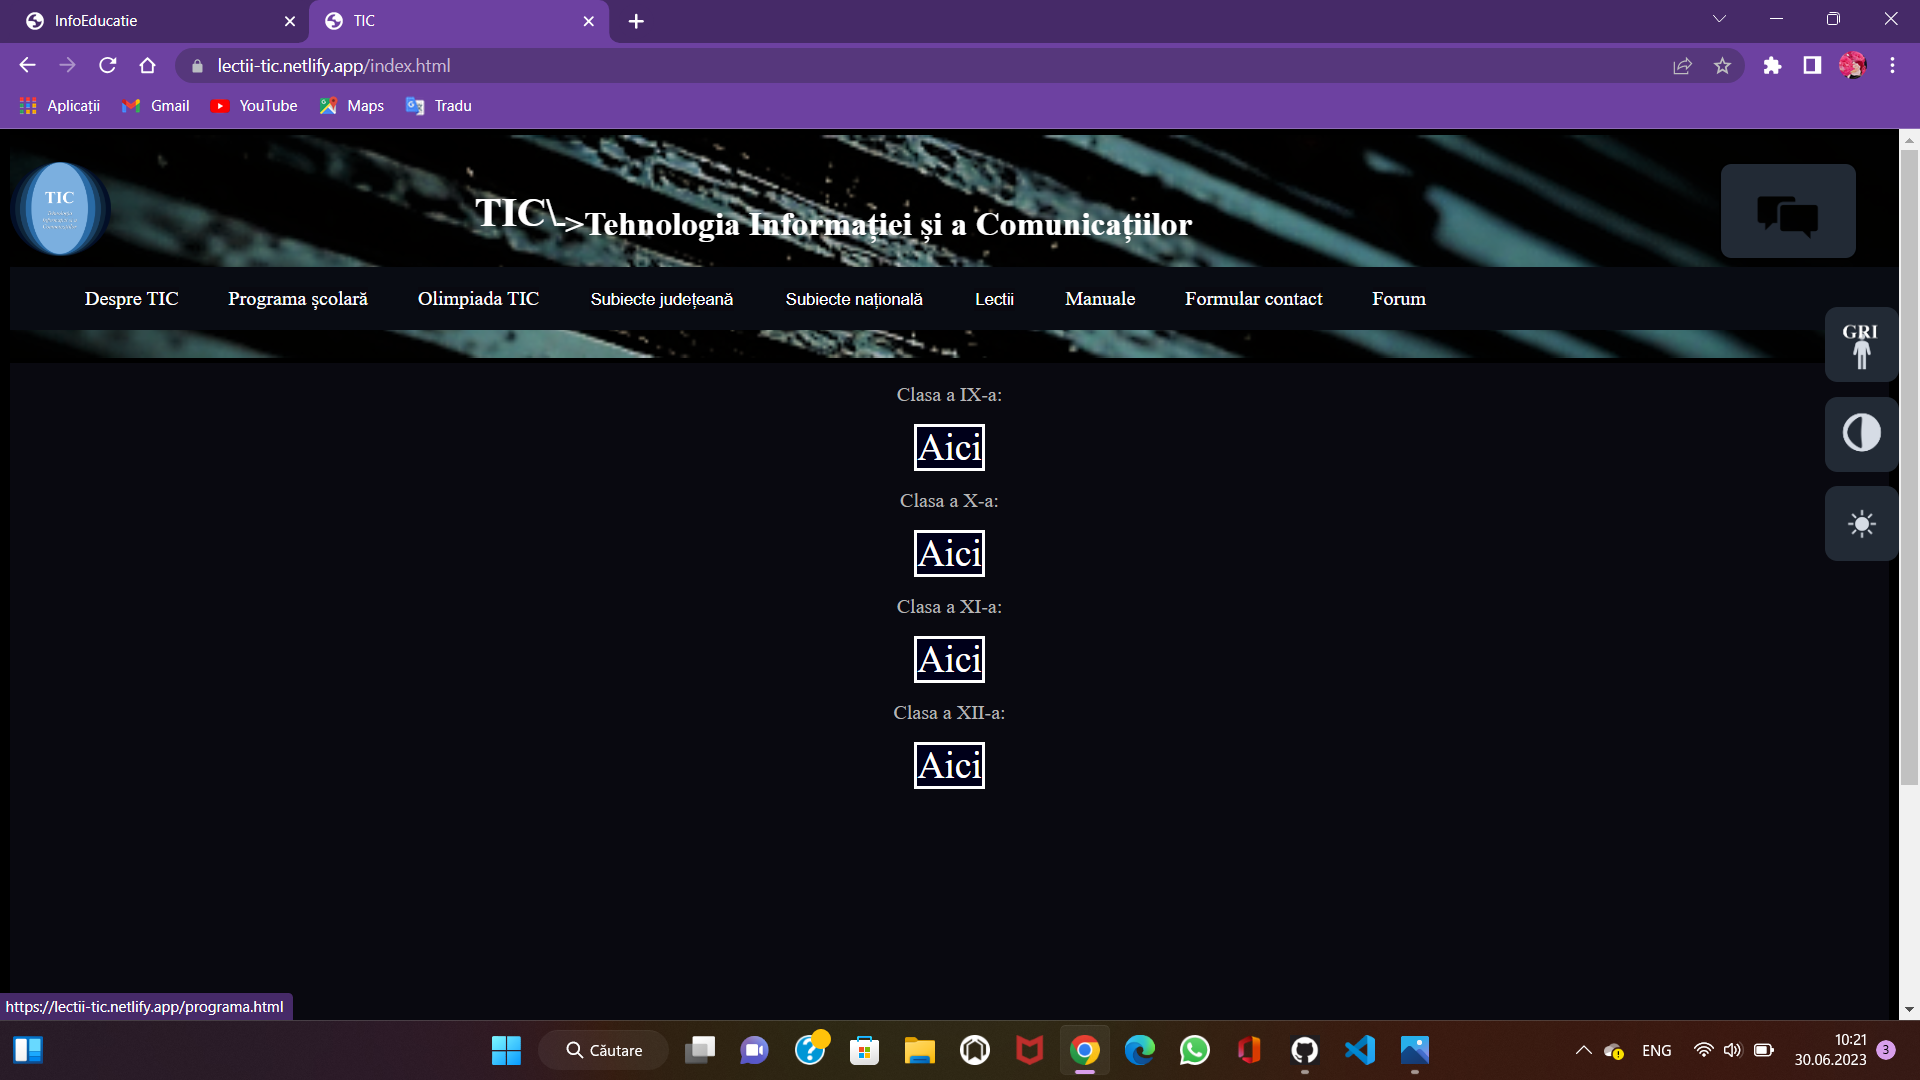 InfoEducatie
TIC
lectii-tic.netlify.app/index.html
Aplicații
Gmail
YouTube
Maps
Tradu
TIC
TIC\->Tehnologia Informației și a Comunicațiilor
Despre TIC
Programa școlară
Olimpiada TIC
Subiecte județeană
Subiecte națională
Lectii
Manuale
Formular contact
Forum
GRI
Clasa a IX-a:
Aici
Clasa a X-a:
Aici
Clasa a XI-a:
Aici
Clasa a XII-a:
Aici
https://lectii-tic.netlify.app/programa.html
Căutare
ENG
10:21
30.06.2023
3